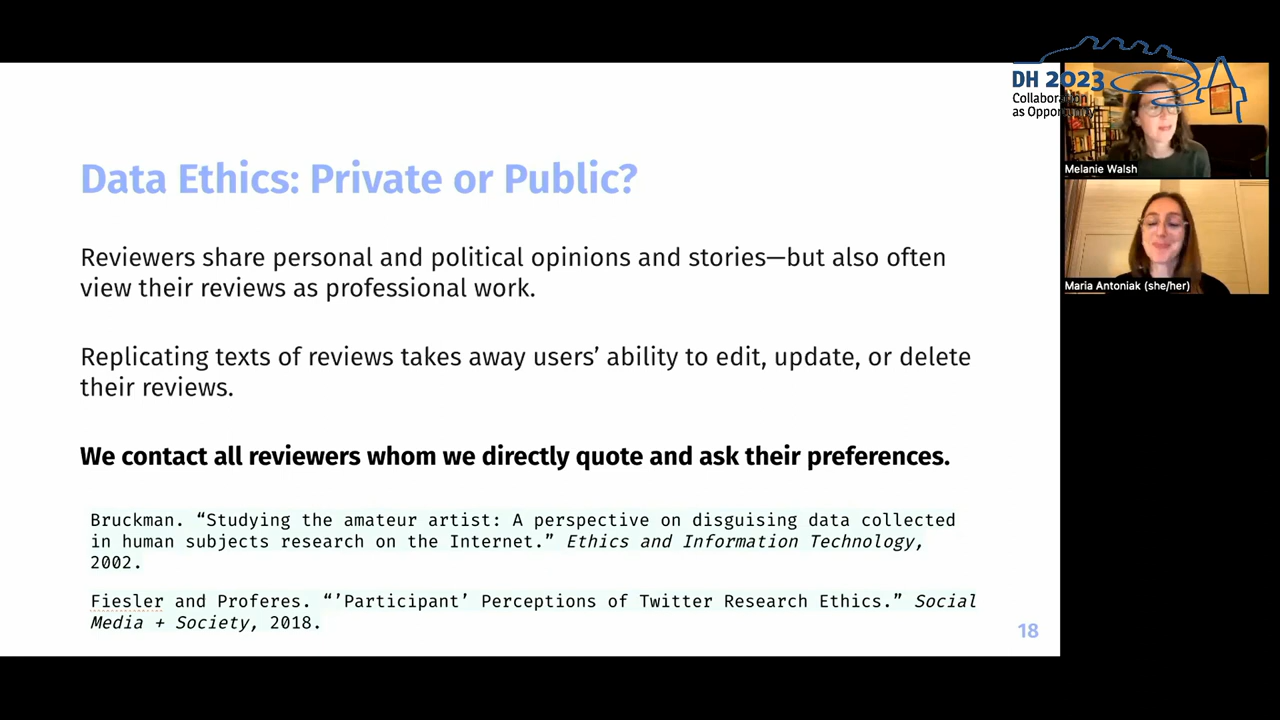 DH 2023
Collaboration
as Opportunity
Melanie Walsh
Maria Antoniak (she/her)
Data Ethics: Private or Public?
Reviewers share personal and political opinions and stories—but also often
view their reviews as professional work.
Replicating texts of reviews takes away users’ ability to edit, update, or delete
their reviews.
We contact all reviewers whom we directly quote and ask their preferences.
Bruckman. “Studying the amateur artist: A perspective on disguising data collected
in human subjects research on the Internet.” Ethics and Information Technology,
2002.
Fiesler and Proferes. “’Participant’ Perceptions of Twitter Research Ethics.” Social
Media + Society, 2018.
18